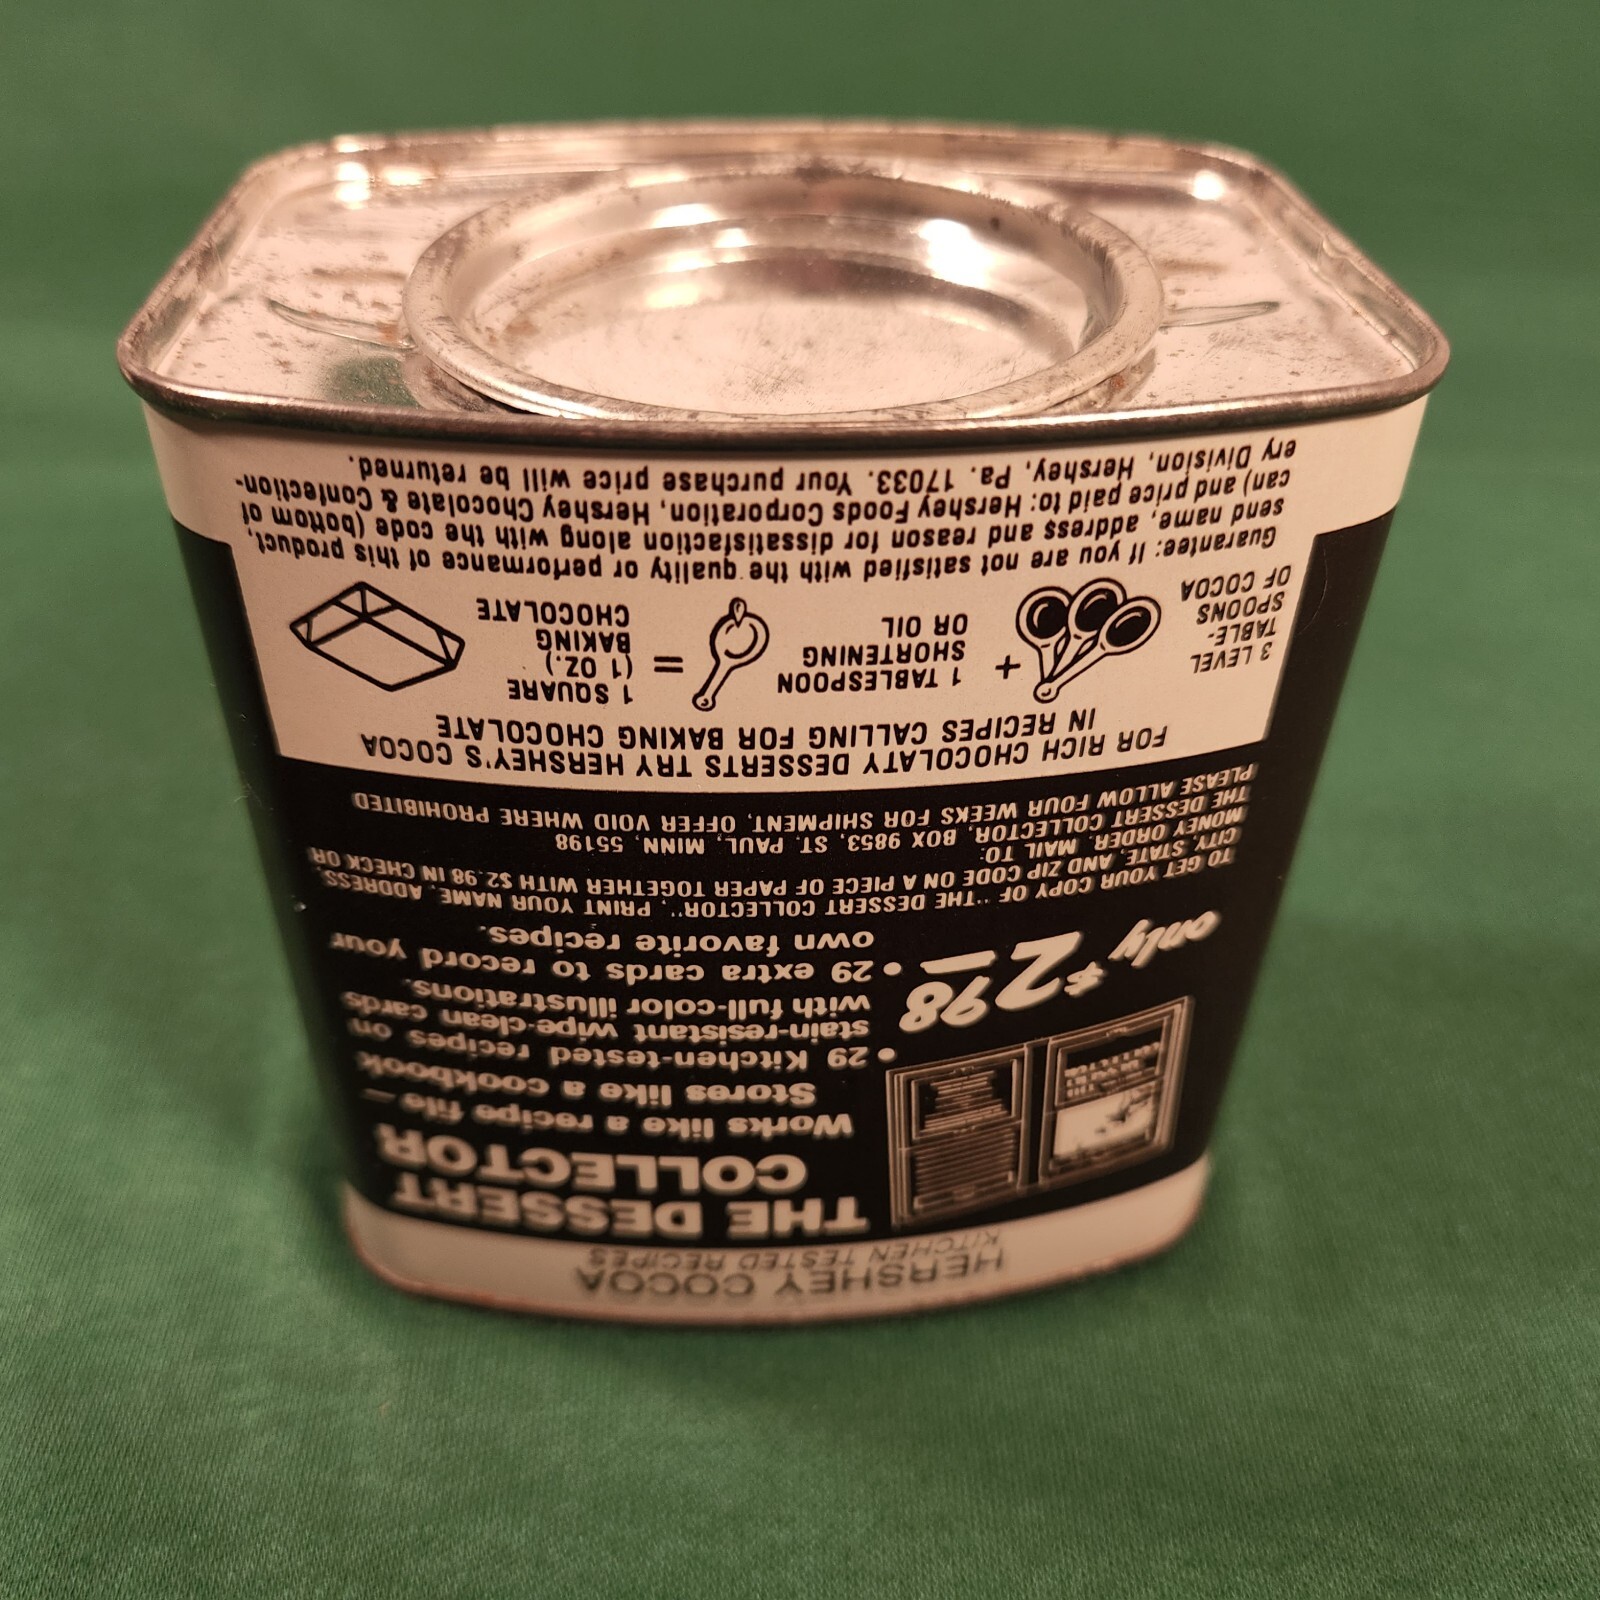 HERSHEY COCOA
KITCHEN TESTED RECIPES
THE DESSERT
COLLECTOR
Works like a recipe file —
Stores like a cookbook
• 29 Kitchen-tested recipes on
stain-resistant wipe-clean cards
with full-color illustrations.
• 29 extra cards to record your
own favorite recipes.
only $2.98
TO GET YOUR COPY OF "THE DESSERT COLLECTOR", PRINT YOUR NAME, ADDRESS,
CITY, STATE, AND ZIP CODE ON A PIECE OF PAPER TOGETHER WITH $2.98 IN CHECK OR
MONEY ORDER. MAIL TO:
THE DESSERT COLLECTOR, BOX 9853, ST. PAUL, MINN. 55198
PLEASE ALLOW FOUR WEEKS FOR SHIPMENT, OFFER VOID WHERE PROHIBITED
FOR RICH CHOCOLATY DESSERTS TRY HERSHEY'S COCOA
IN RECIPES CALLING FOR BAKING CHOCOLATE
3 LEVEL
TABLE-
SPOONS
OF COCOA
+
1 TABLESPOON
SHORTENING
OR OIL
=
1 SQUARE
(1 OZ.)
BAKING
CHOCOLATE
Guarantee: If you are not satisfied with the quality or performance of this product,
send name, address and reason for dissatisfaction along with the code (bottom of
can) and price paid to: Hershey Foods Corporation, Hershey Chocolate & Confection-
ery Division, Hershey, Pa. 17033. Your purchase price will be returned.